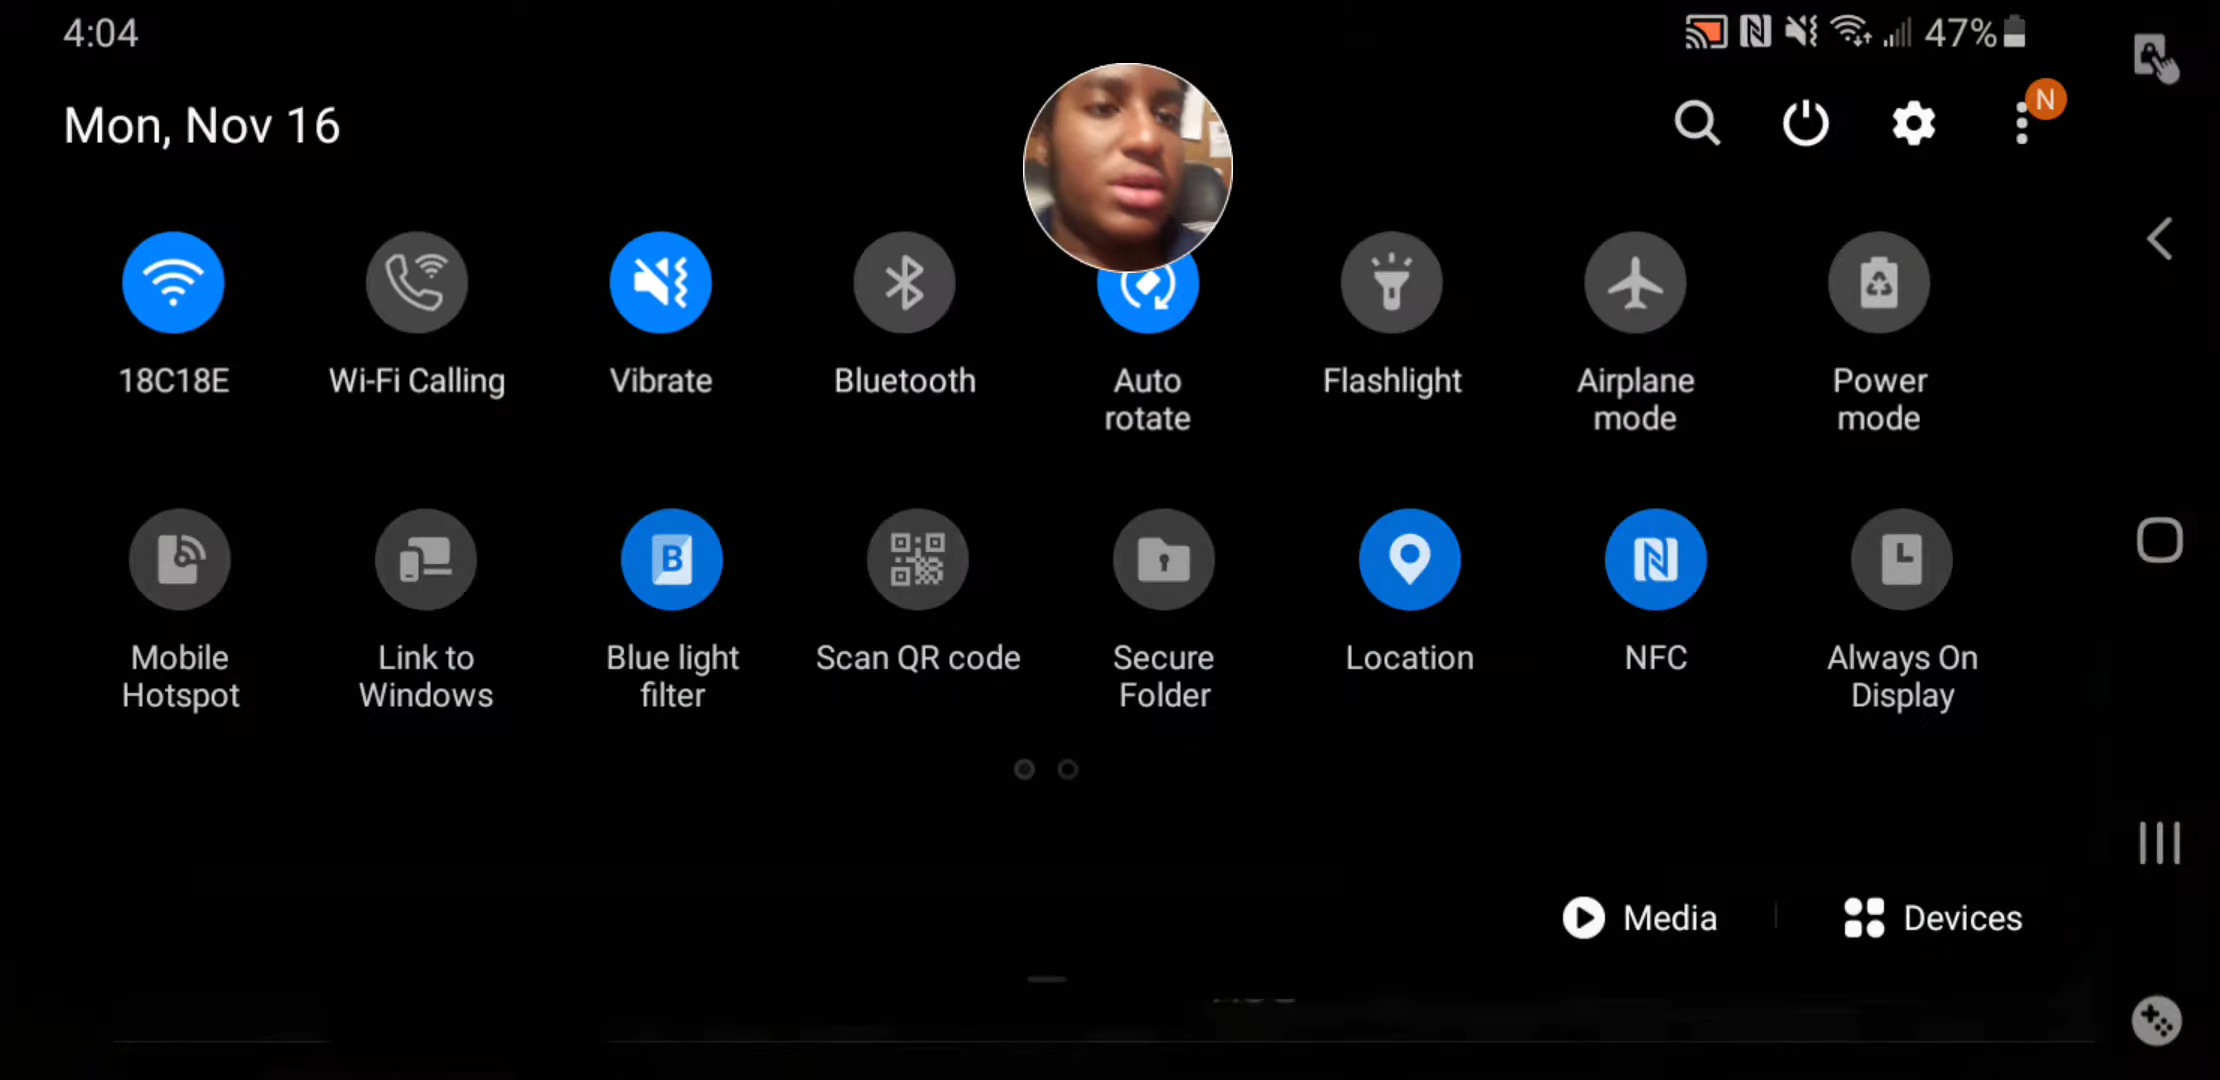 4:04
47%
Mon, Nov 16
N
18C18E
Wi-Fi Calling
Vibrate
Bluetooth
Auto
rotate
Flashlight
Airplane
mode
Power
mode
Mobile
Hotspot
Link to
Windows
B
Blue light
filter
Scan QR code
Secure
Folder
Location
NFC
Always On
Display
Media
Devices